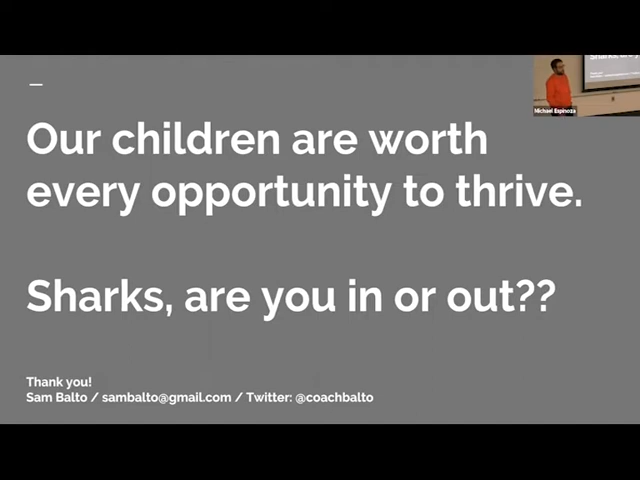 Our children are worth
every opportunity to thrive.
Sharks, are you in or out??
Thank you!
Sam Balto / sambalto@gmail.com / Twitter: @coachbalto
Michael Espinoza